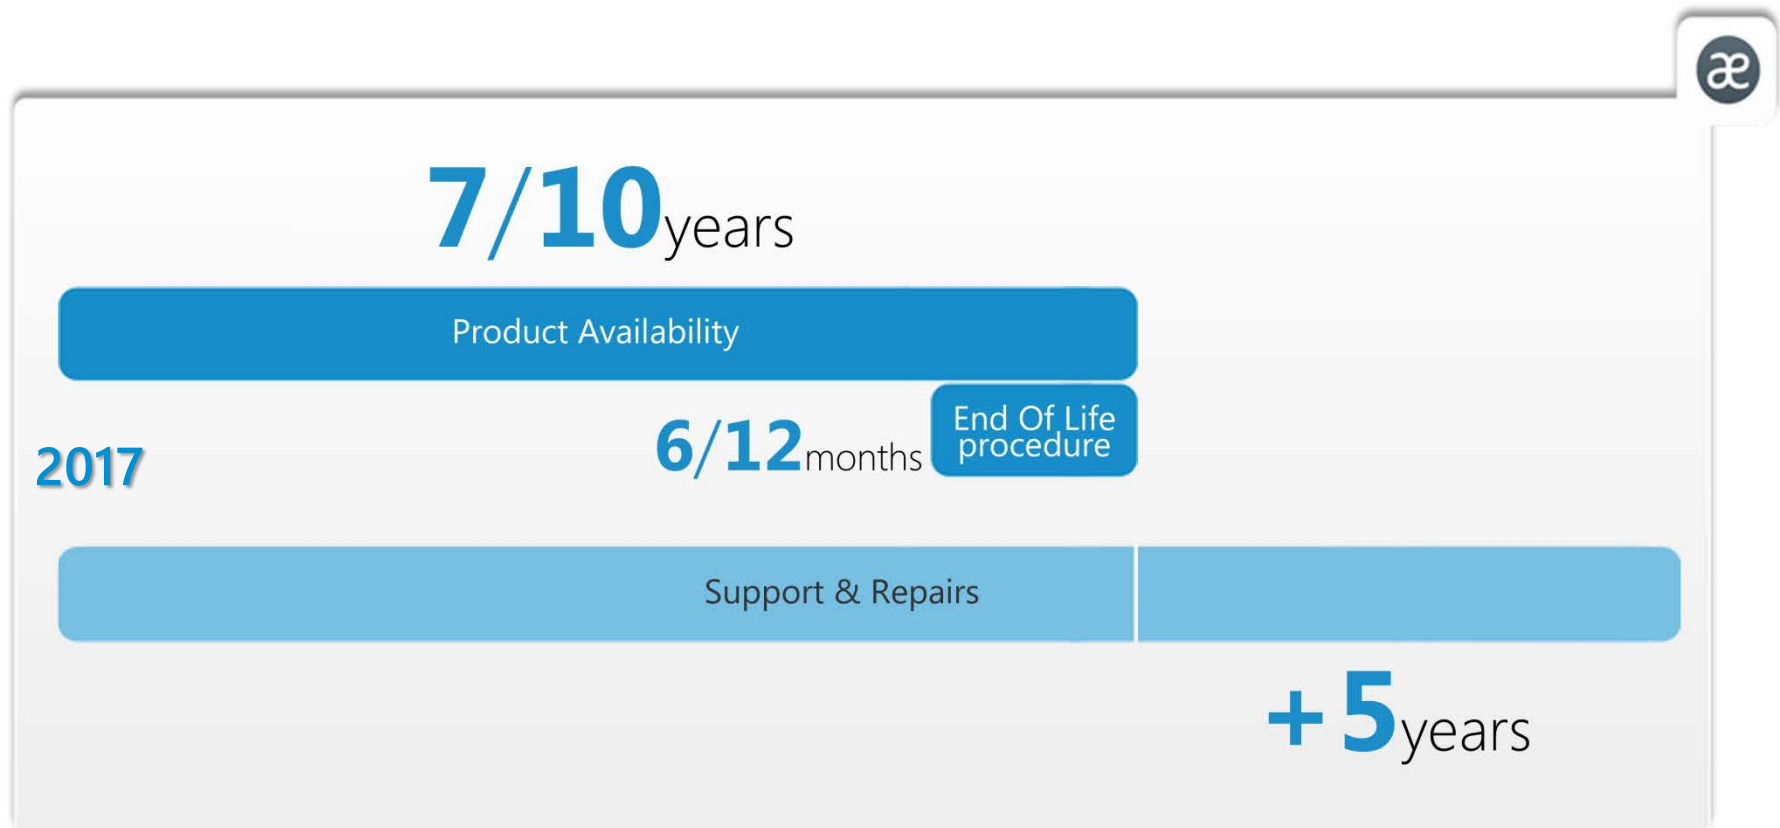 æ
7/10years
Product Availability
6/12months
End Of Life
procedure
2017
Support & Repairs
+5years